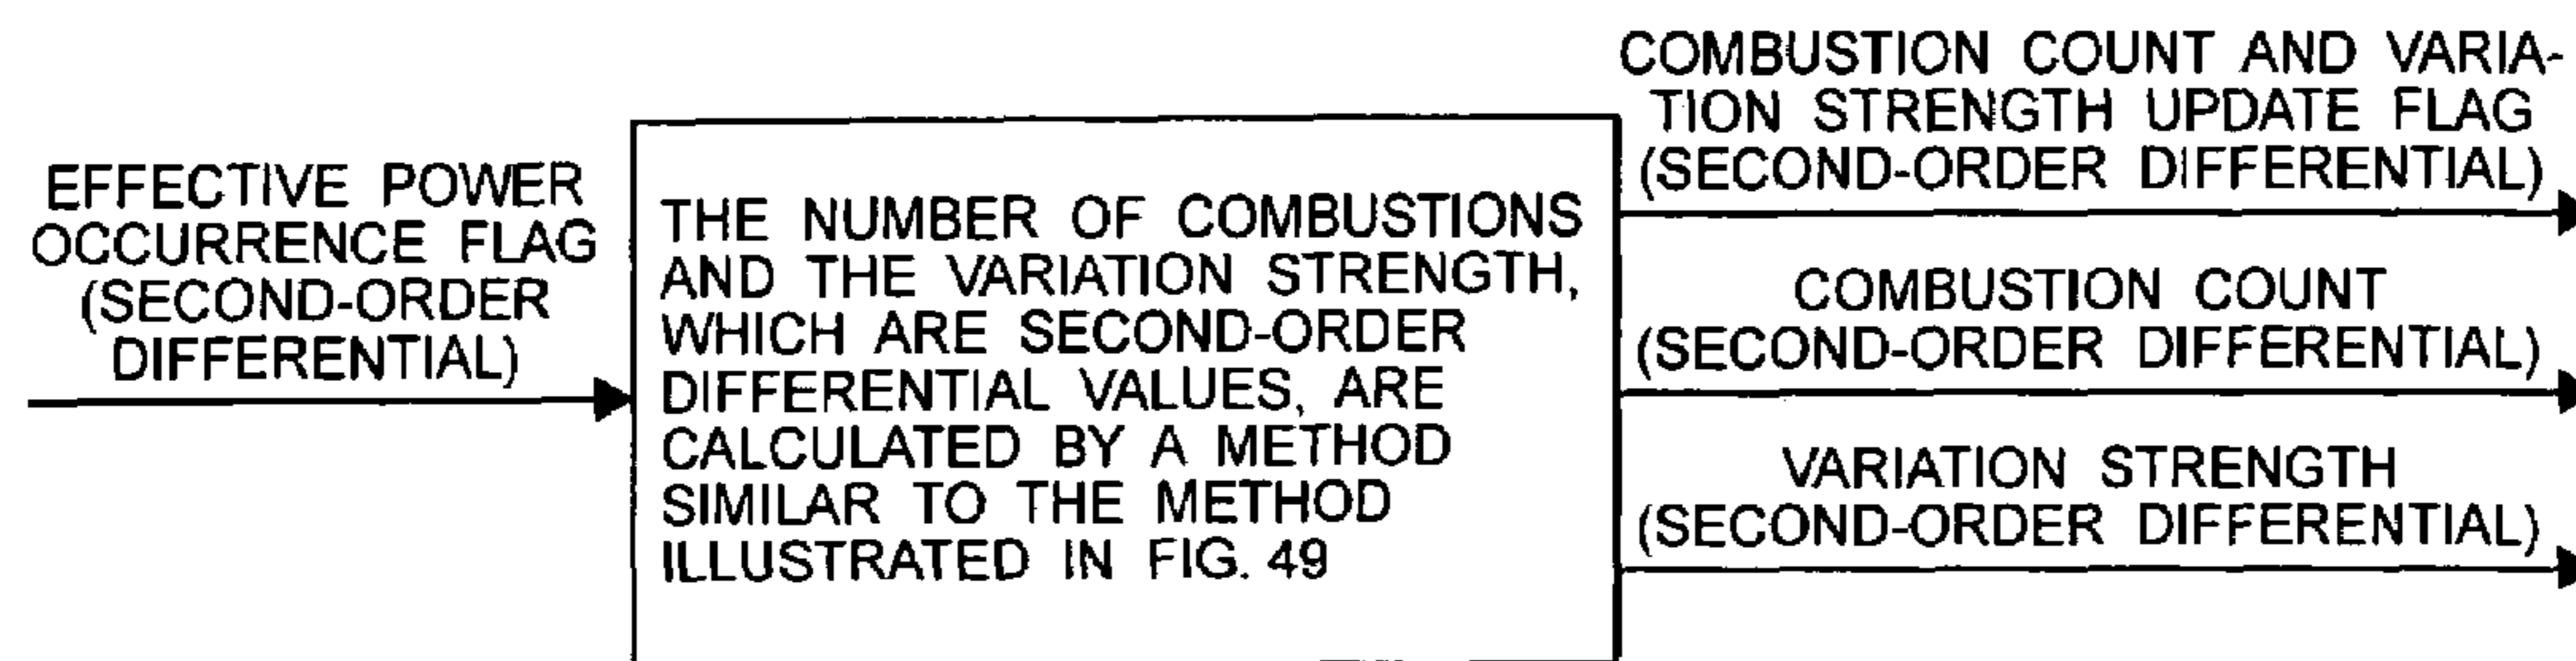 EFFECTIVE POWER
OCCURRENCE FLAG
(SECOND-ORDER
DIFFERENTIAL)
THE NUMBER OF COMBUSTIONS
AND THE VARIATION STRENGTH,
WHICH ARE SECOND-ORDER
DIFFERENTIAL VALUES, ARE
CALCULATED BY A METHOD
SIMILAR TO THE METHOD
ILLUSTRATED IN FIG. 49
COMBUSTION COUNT AND VARIA-
TION STRENGTH UPDATE FLAG
(SECOND-ORDER DIFFERENTIAL)
COMBUSTION COUNT
(SECOND-ORDER DIFFERENTIAL)
VARIATION STRENGTH
(SECOND-ORDER DIFFERENTIAL)